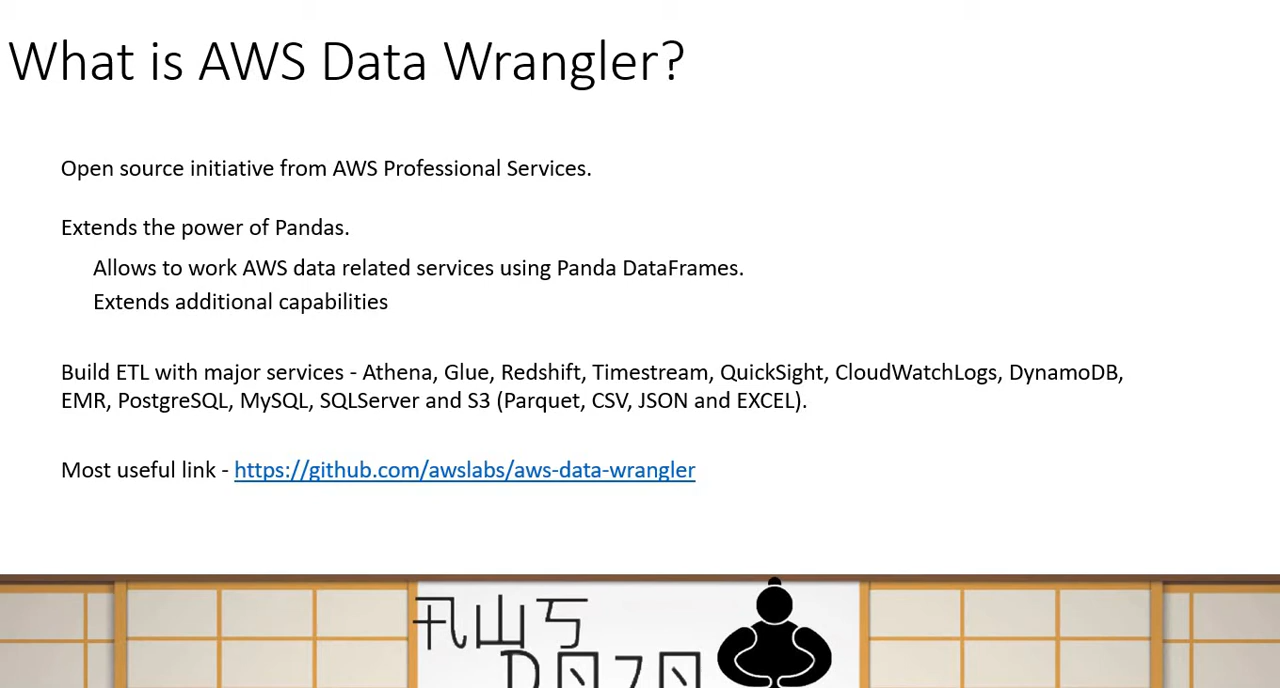 What is AWS Data Wrangler?
Open source initiative from AWS Professional Services.
Extends the power of Pandas.
Allows to work AWS data related services using Panda DataFrames.
Extends additional capabilities
Build ETL with major services - Athena, Glue, Redshift, Timestream, QuickSight, CloudWatchLogs, DynamoDB,
EMR, PostgreSQL, MySQL, SQLServer and S3 (Parquet, CSV, JSON and EXCEL).
Most useful link - https://github.com/awslabs/aws-data-wrangler
AWS
DOJO